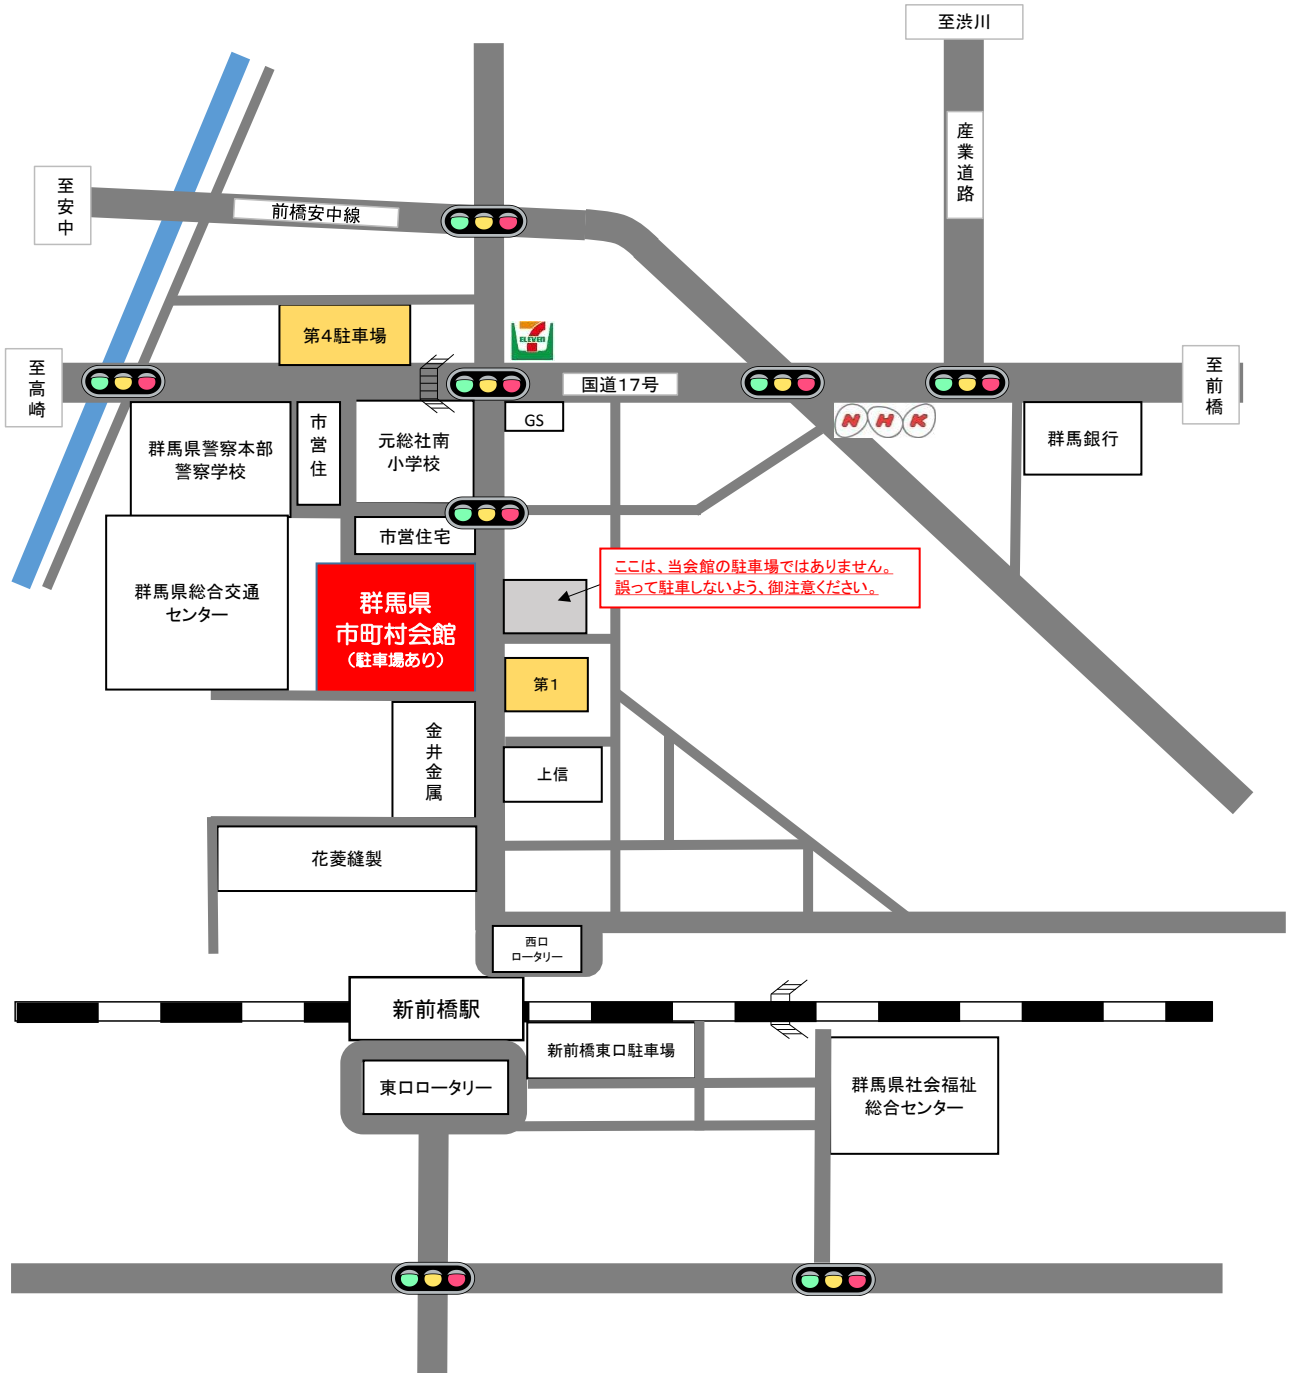 至渋川
産業道路
至安中
前橋安中線
第4駐車場
ELEVEN
至高崎
国道17号
至前橋
GS
NHK
群馬銀行
群馬県警察本部
警察学校
市営住
元総社南
小学校
市営住宅
ここは、当会館の駐車場ではありません。
誤って駐車しないよう、御注意ください。
群馬県総合交通
センター
群馬県
市町村会館
（駐車場あり）
第1
金井金属
上信
花菱縫製
西口
ロータリー
新前橋駅
新前橋東口駐車場
東口ロータリー
群馬県社会福祉
総合センター